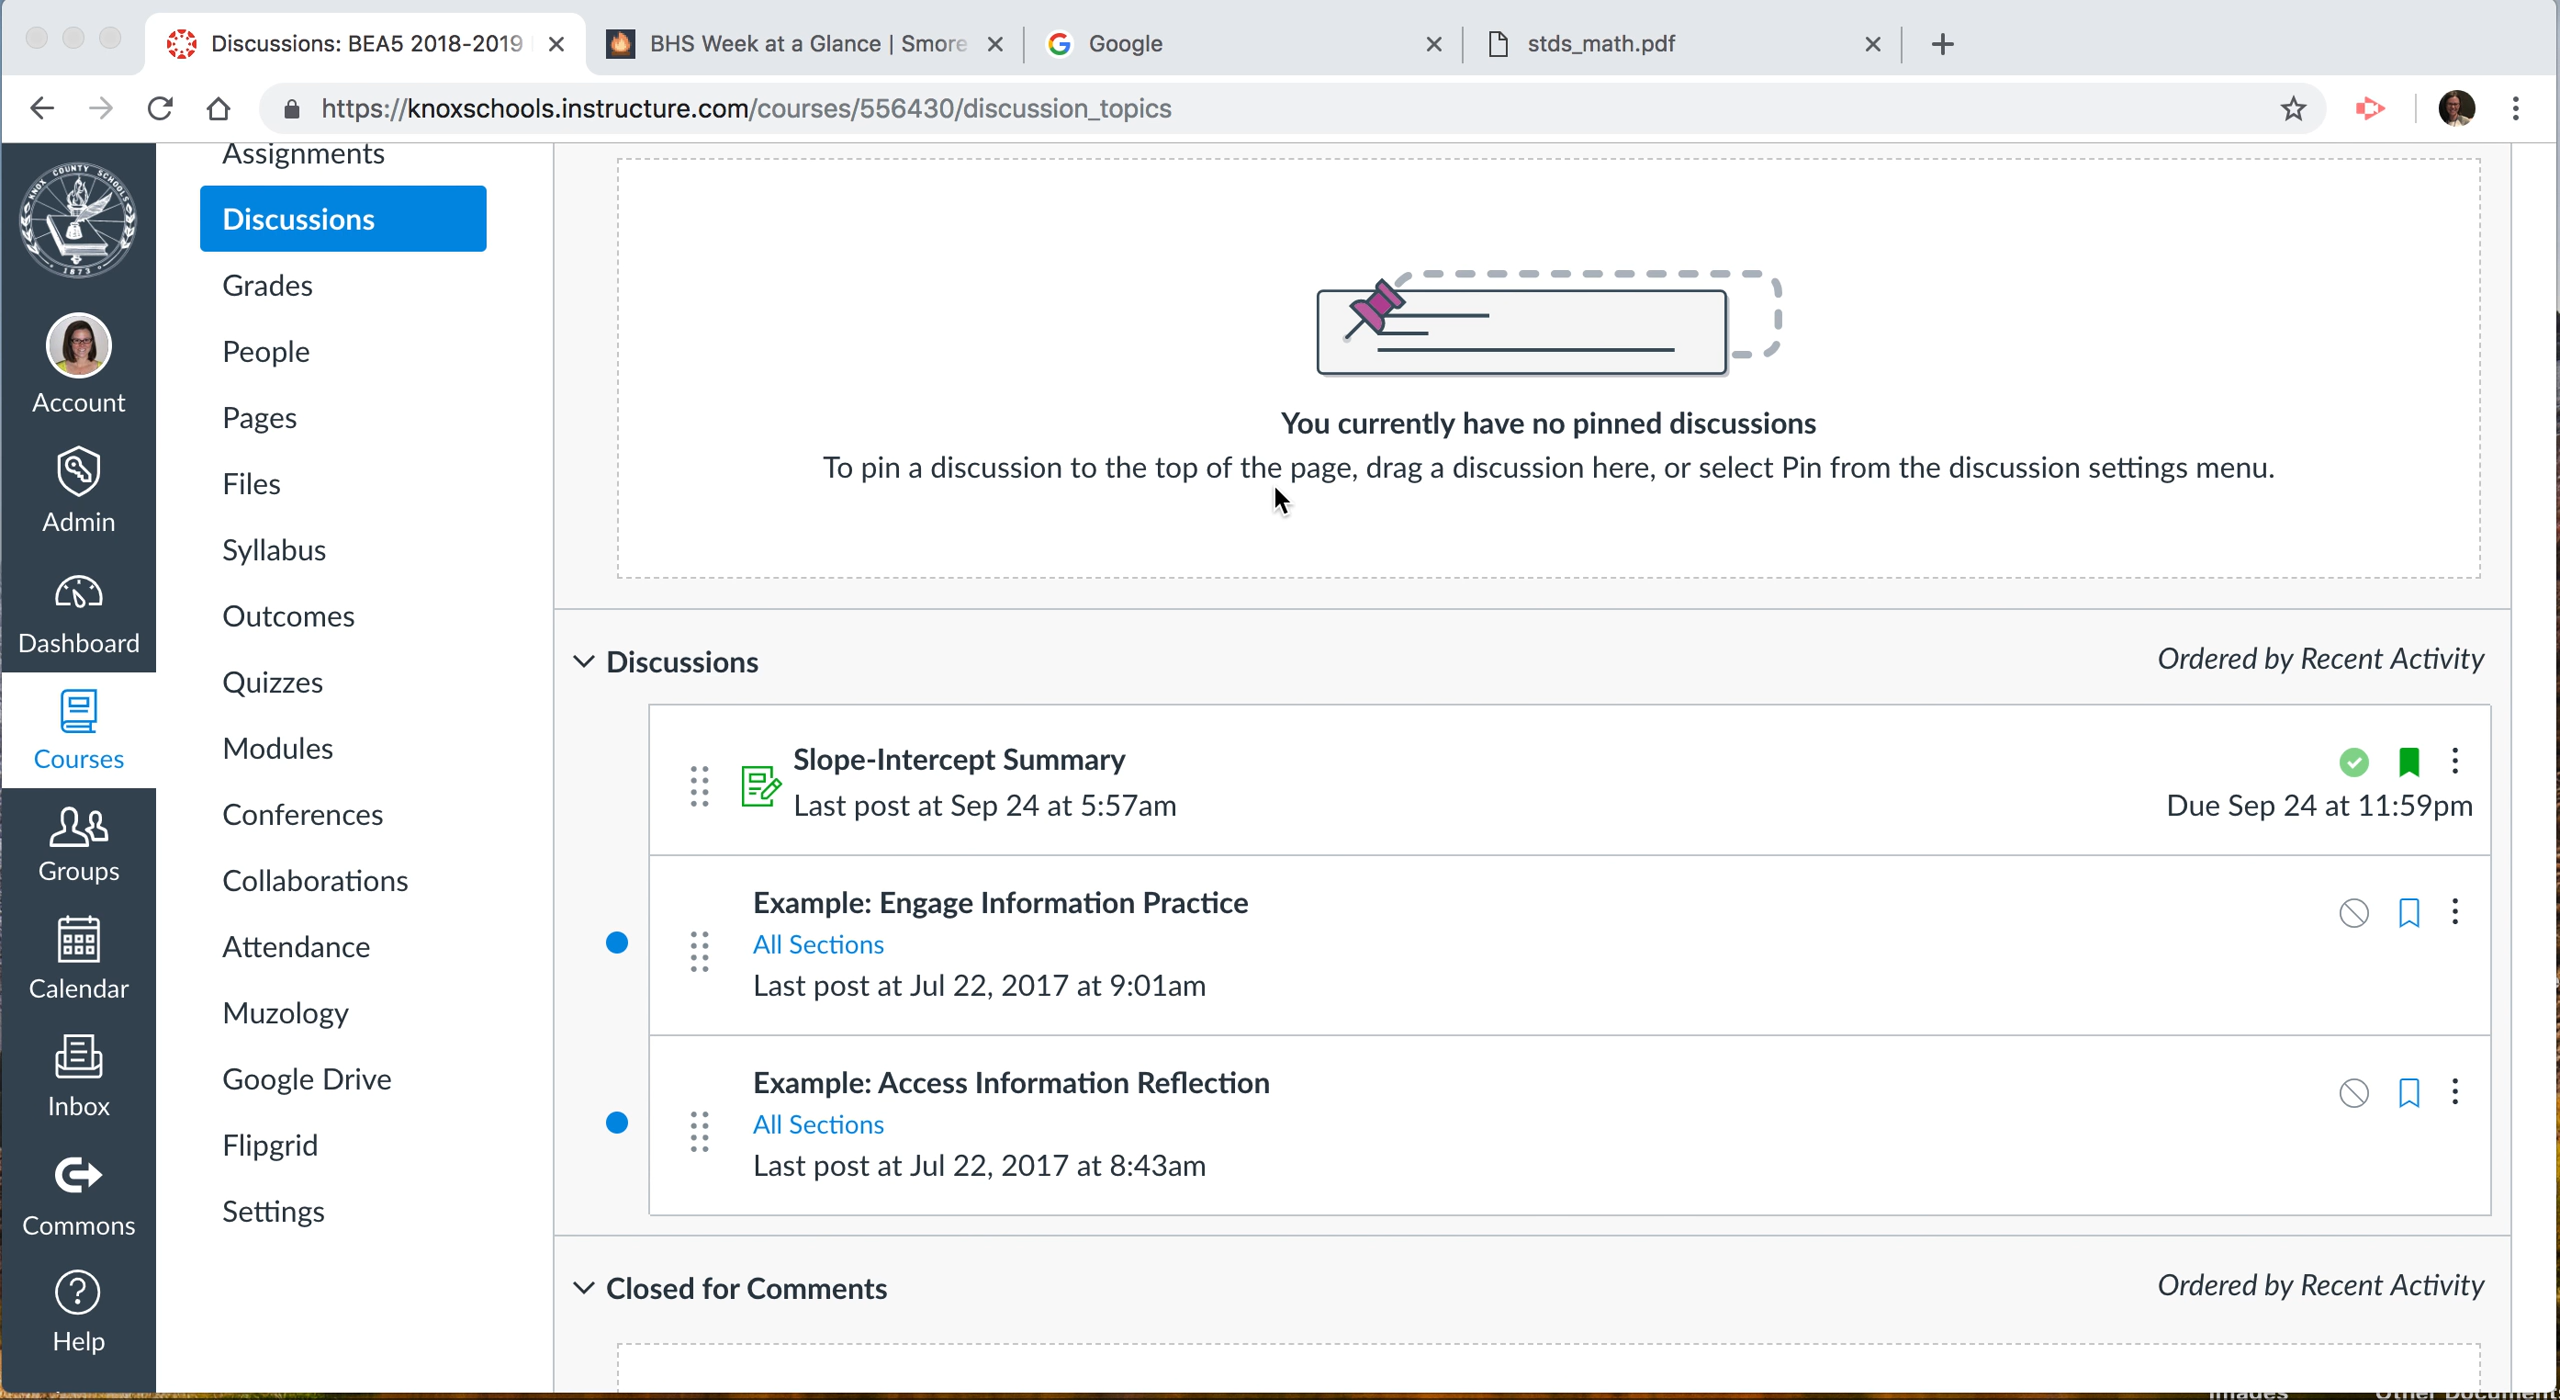 Discussions: BEA5 2018-2019
BHS Week at a Glance | Smore
Google
stds_math.pdf
https://knoxschools.instructure.com/courses/556430/discussion_topics
KNOX COUNTY SCHOOLS
1873
Account
Admin
Dashboard
Courses
Groups
Calendar
Inbox
Commons
Help
Assignments
Discussions
Grades
People
Pages
Files
Syllabus
Outcomes
Quizzes
Modules
Conferences
Collaborations
Attendance
Muzology
Google Drive
Flipgrid
Settings
You currently have no pinned discussions
To pin a discussion to the top of the page, drag a discussion here, or select Pin from the discussion settings menu.
Discussions
Ordered by Recent Activity
Slope-Intercept Summary
Last post at Sep 24 at 5:57am
Due Sep 24 at 11:59pm
Example: Engage Information Practice
All Sections
Last post at Jul 22, 2017 at 9:01am
Example: Access Information Reflection
All Sections
Last post at Jul 22, 2017 at 8:43am
Closed for Comments
Ordered by Recent Activity